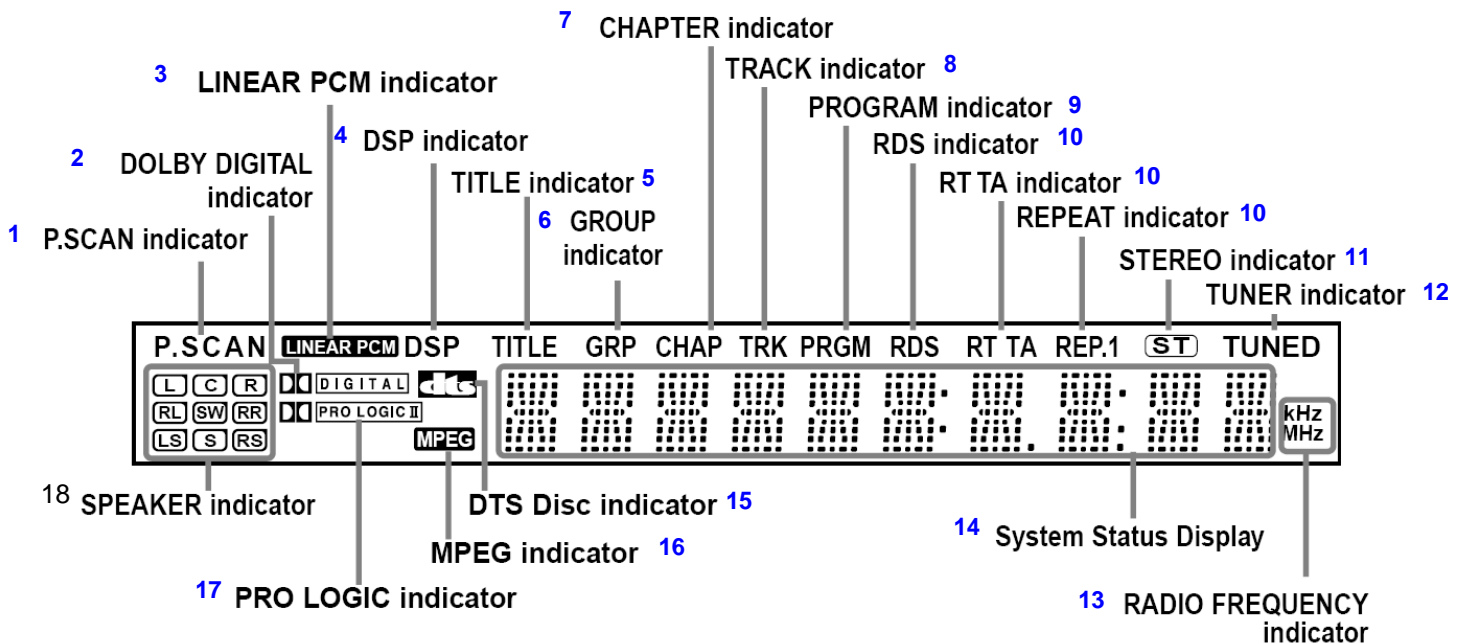 7 CHAPTER indicator
TRACK indicator 8
3 LINEAR PCM indicator
PROGRAM indicator 9
4 DSP indicator
RDS indicator 10
2 DOLBY DIGITAL
indicator
TITLE indicator 5
RT TA indicator 10
6 GROUP
indicator
REPEAT indicator 10
1 P.SCAN indicator
STEREO indicator 11
TUNER indicator 12
P.SCAN LINEAR PCM DSP TITLE GRP CHAP TRK PRGM RDS RT TA REP.1 ST TUNED
L C R DIGITAL dts
RL SW RR PRO LOGIC II
LS S RS MPEG
kHz
MHz
18 SPEAKER indicator
DTS Disc indicator 15
14 System Status Display
MPEG indicator 16
17 PRO LOGIC indicator
13 RADIO FREQUENCY
indicator